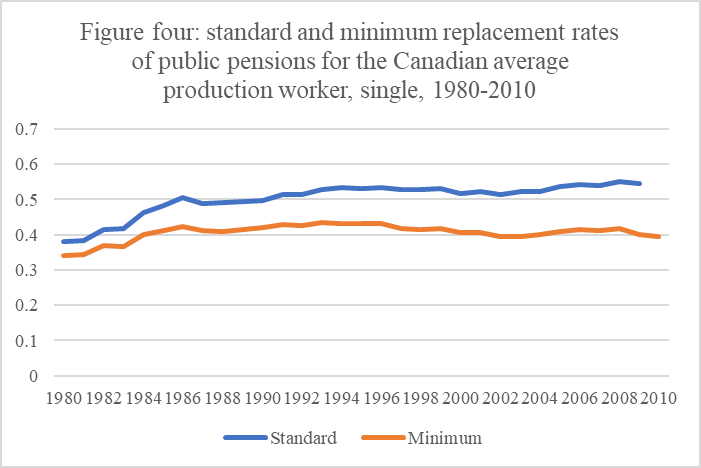 Figure four: standard and minimum replacement rates
of public pensions for the Canadian average
production worker, single, 1980-2010
0.7
0.6
0.5
0.4
0.3
0.2
0.1
0
1980 1982 1984 1986 1988 1990 1992 1994 1996 1998 2000 2002 2004 2006 2008 2010
Standard Minimum